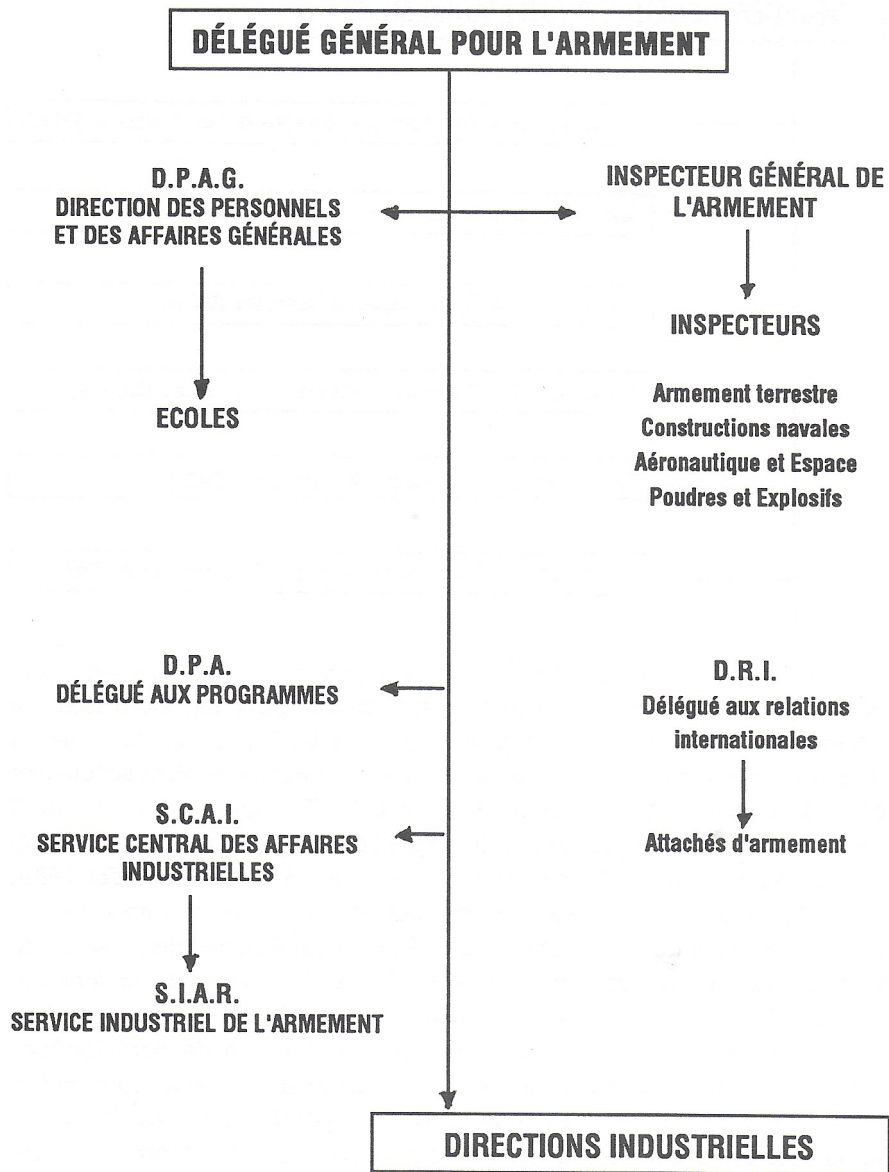 DÉLÉGUÉ GÉNÉRAL POUR L'ARMEMENT
D.P.A.G.
DIRECTION DES PERSONNELS
ET DES AFFAIRES GÉNÉRALES
ECOLES
INSPECTEUR GÉNÉRAL DE
L'ARMEMENT
INSPECTEURS
Armement terrestre
Constructions navales
Aéronautique et Espace
Poudres et Explosifs
D.P.A.
DÉLÉGUÉ AUX PROGRAMMES
D.R.I.
Délégué aux relations
internationales
Attachés d'armement
S.C.A.I.
SERVICE CENTRAL DES AFFAIRES
INDUSTRIELLES
S.I.A.R.
SERVICE INDUSTRIEL DE L'ARMEMENT
DIRECTIONS INDUSTRIELLES